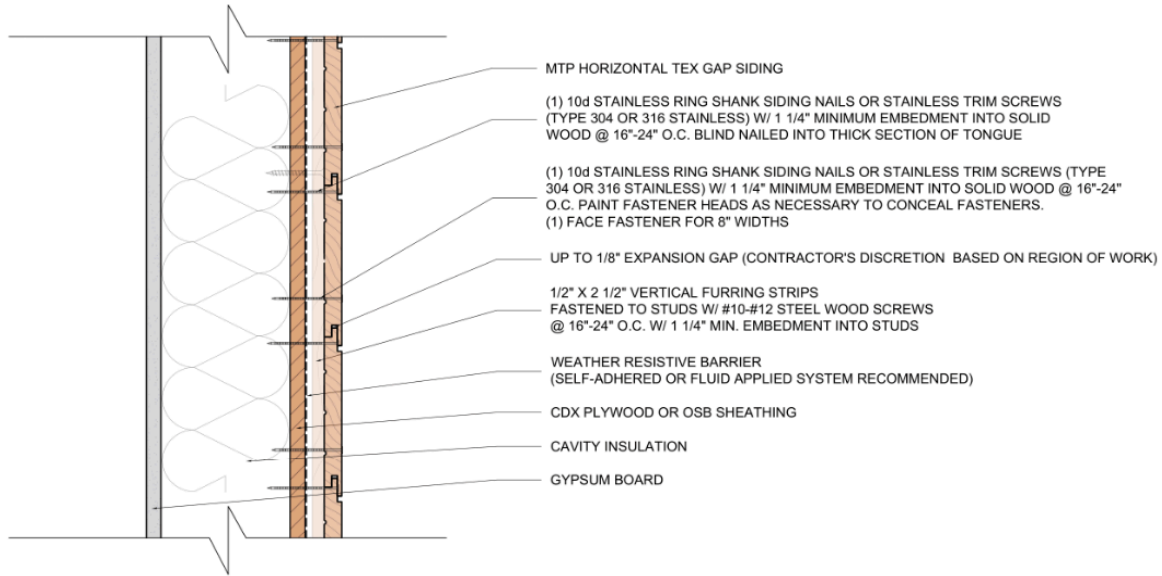 MTP HORIZONTAL TEX GAP SIDING
(1) 10d STAINLESS RING SHANK SIDING NAILS OR STAINLESS TRIM SCREWS
(TYPE 304 OR 316 STAINLESS) W/ 1 1/4" MINIMUM EMBEDMENT INTO SOLID
WOOD @ 16"-24" O.C. BLIND NAILED INTO THICK SECTION OF TONGUE
(1) 10d STAINLESS RING SHANK SIDING NAILS OR STAINLESS TRIM SCREWS (TYPE
304 OR 316 STAINLESS) W/ 1 1/4" MINIMUM EMBEDMENT INTO SOLID WOOD @ 16"-24"
O.C. PAINT FASTENER HEADS AS NECESSARY TO CONCEAL FASTENERS.
(1) FACE FASTENER FOR 8" WIDTHS
UP TO 1/8" EXPANSION GAP (CONTRACTOR'S DISCRETION BASED ON REGION OF WORK)
1/2" X 2 1/2" VERTICAL FURRING STRIPS
FASTENED TO STUDS W/ #10-#12 STEEL WOOD SCREWS
@ 16"-24" O.C. W/ 1 1/4" MIN. EMBEDMENT INTO STUDS
WEATHER RESISTIVE BARRIER
(SELF-ADHERED OR FLUID APPLIED SYSTEM RECOMMENDED)
CDX PLYWOOD OR OSB SHEATHING
CAVITY INSULATION
GYPSUM BOARD